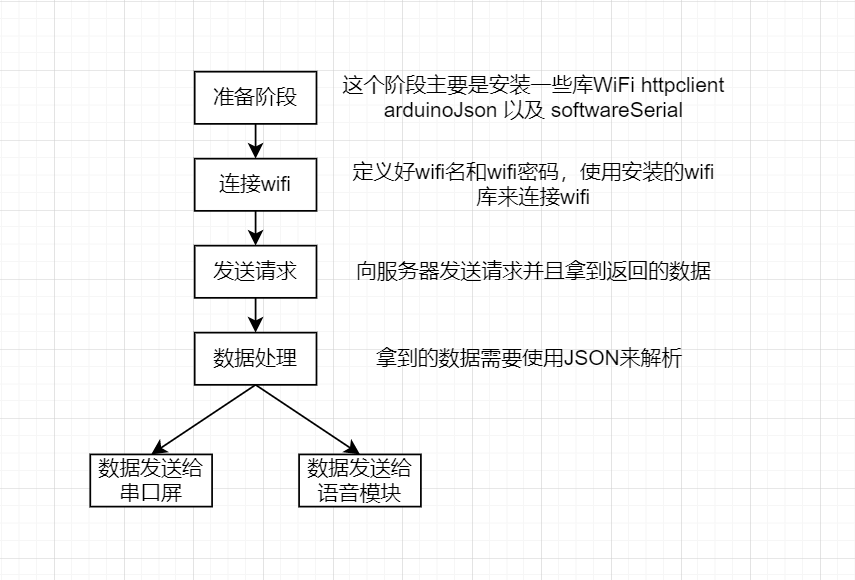 准备阶段
这个阶段主要是安装一些库WiFi httpclient
arduinoJson 以及 softwareSerial
连接wifi
定义好wifi名和wifi密码，使用安装的wifi
库来连接wifi
发送请求
向服务器发送请求并且拿到返回的数据
数据处理
拿到的数据需要使用JSON来解析
数据发送给
串口屏
数据发送给
语音模块